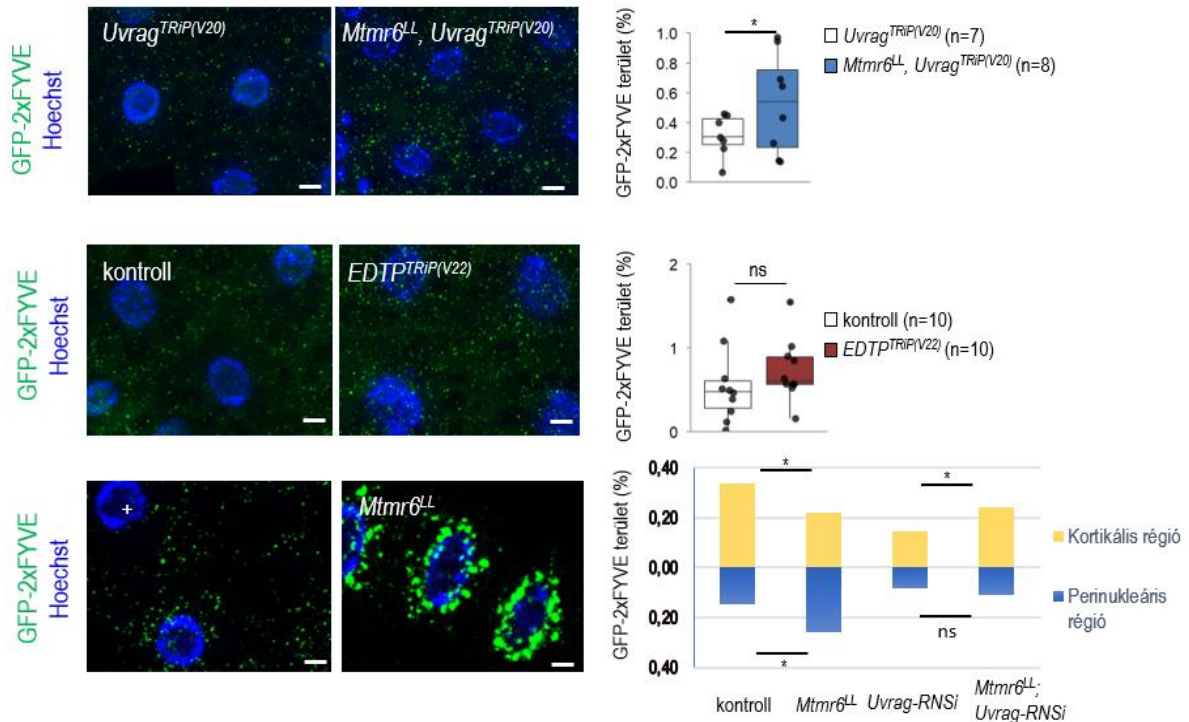 GFP-2xFYVE
Hoechst
Uvrag^TRiP(V20)
Mtmr6^LL, Uvrag^TRiP(V20)
GFP-2xFYVE terület (%)
1.0
0.8
0.6
0.4
0.2
0.0
*
Uvrag^TRiP(V20) (n=7)
Mtmr6^LL, Uvrag^TRiP(V20) (n=8)
GFP-2xFYVE
Hoechst
kontroll
EDTP^TRiP(V22)
GFP-2xFYVE terület (%)
2
1
0
ns
kontroll (n=10)
EDTP^TRiP(V22) (n=10)
GFP-2xFYVE
Hoechst
+
Mtmr6^LL
GFP-2xFYVE terület (%)
0,40
0,20
0,00
0,20
0,40
*
*
*
ns
kontroll
Mtmr6^LL
Uvrag-RNSi
Mtmr6^LL;
Uvrag-RNSi
Kortikális régió
Perinukleáris
régió